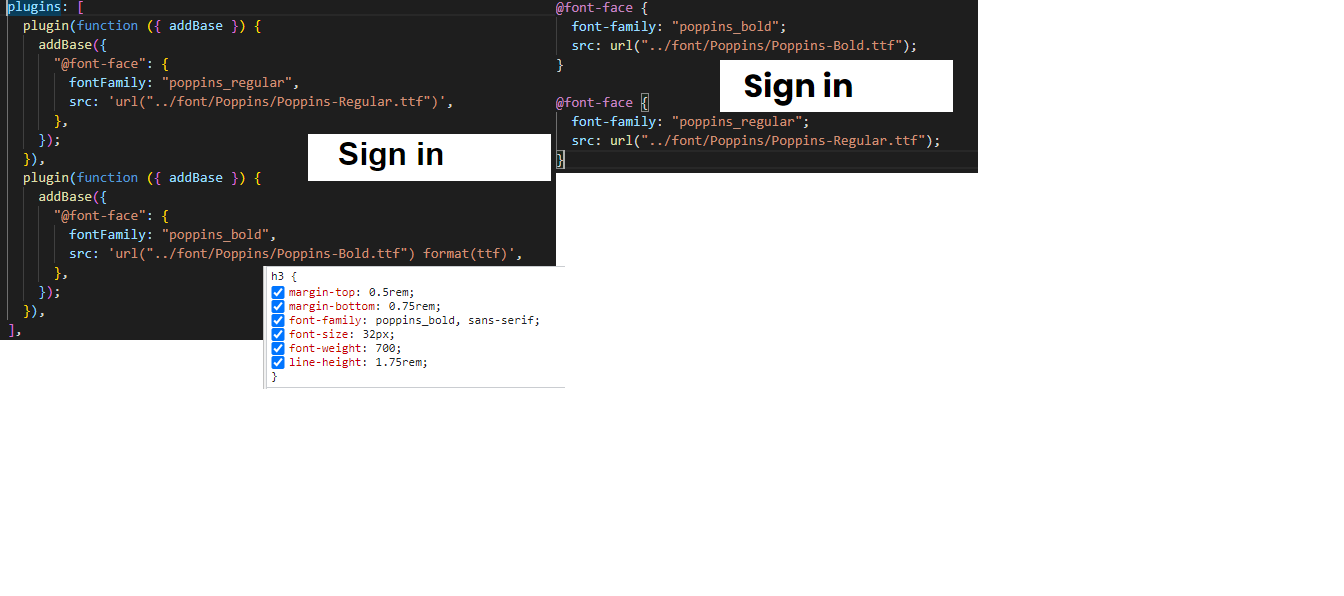 plugins: [
plugin(function ({ addBase }) {
addBase({
"@font-face": {
fontFamily: "poppins_regular",
src: 'url("../font/Poppins/Poppins-Regular.ttf")',
},
});
}),
plugin(function ({ addBase }) {
addBase({
"@font-face": {
fontFamily: "poppins_bold",
src: 'url("../font/Poppins/Poppins-Bold.ttf") format(ttf)',
},
});
}),
],
Sign in
h3 {
margin-top: 0.5rem;
margin-bottom: 0.75rem;
font-family: poppins_bold, sans-serif;
font-size: 32px;
font-weight: 700;
line-height: 1.75rem;
}
@font-face {
font-family: "poppins_bold";
src: url("../font/Poppins/Poppins-Bold.ttf");
}
@font-face {
font-family: "poppins_regular";
src: url("../font/Poppins/Poppins-Regular.ttf");
}
Sign in